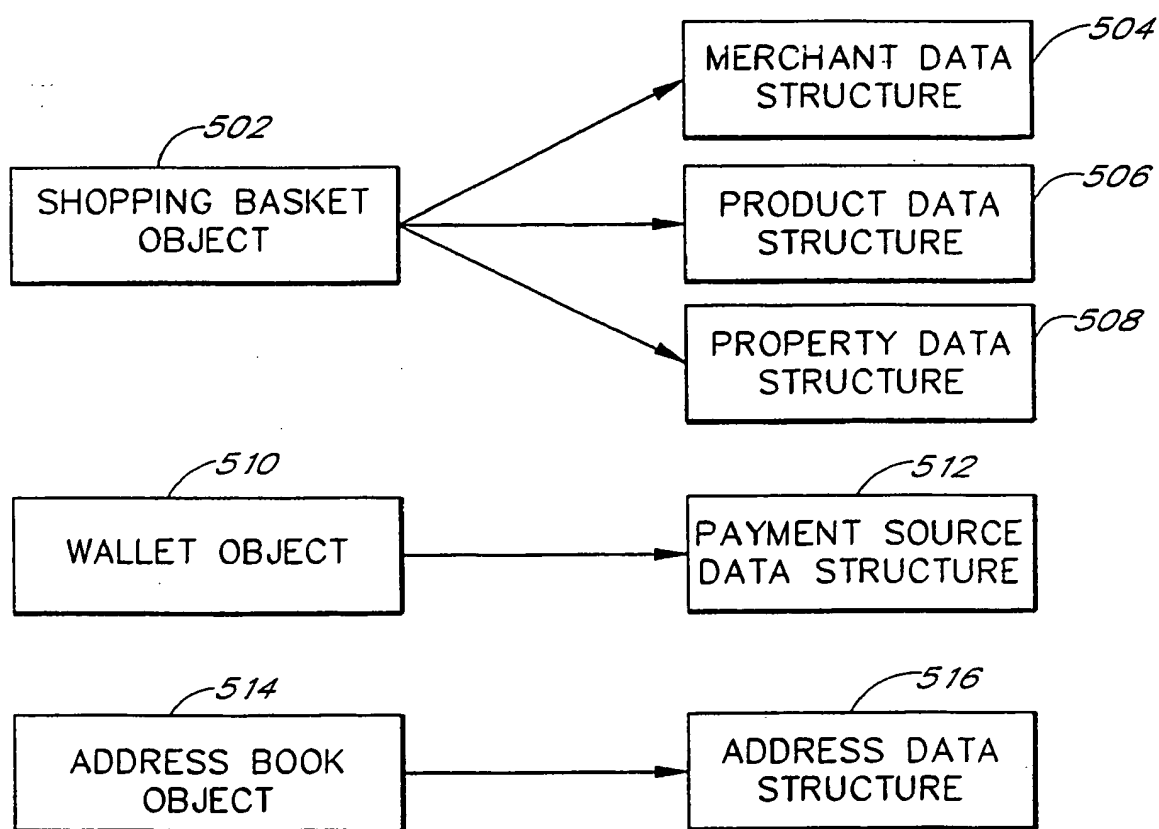 504
MERCHANT DATA
STRUCTURE
502
SHOPPING BASKET
OBJECT
506
PRODUCT DATA
STRUCTURE
508
PROPERTY DATA
STRUCTURE
510
WALLET OBJECT
512
PAYMENT SOURCE
DATA STRUCTURE
514
ADDRESS BOOK
OBJECT
516
ADDRESS DATA
STRUCTURE